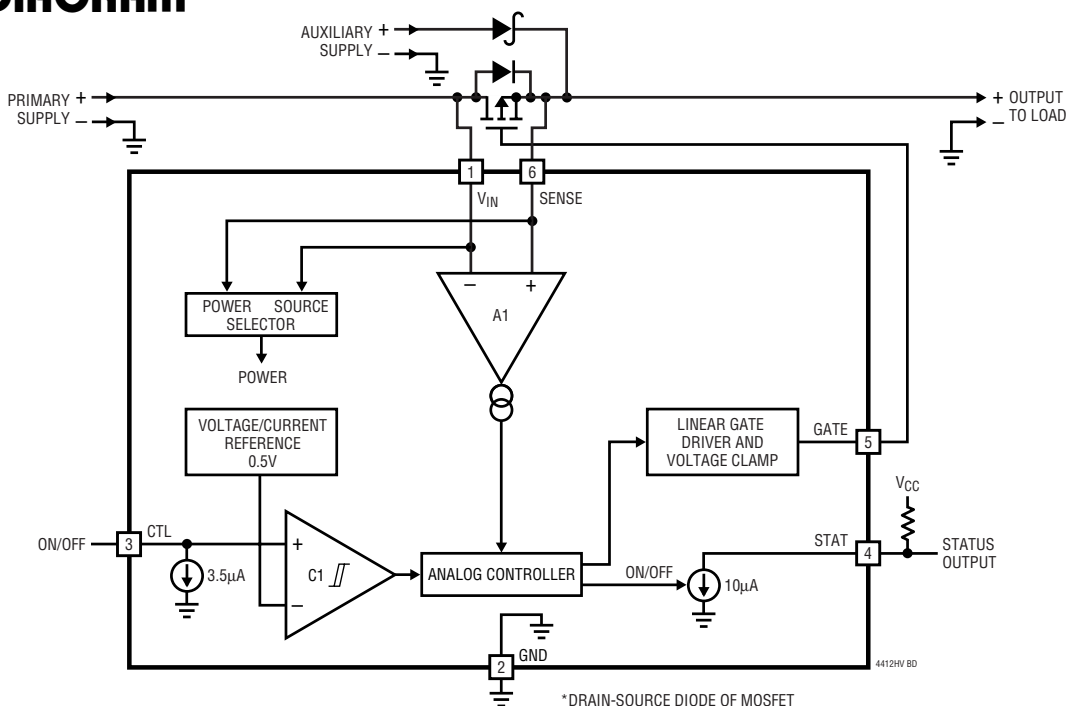 AUXILIARY +
SUPPLY –
PRIMARY +
SUPPLY –
+ OUTPUT
– TO LOAD
1
6
VIN
SENSE
POWER SOURCE
SELECTOR
POWER
– +
A1
VOLTAGE/CURRENT
REFERENCE
0.5V
LINEAR GATE
DRIVER AND
VOLTAGE CLAMP
GATE
5
VCC
ON/OFF
3
CTL
3.5µA
+
C1
–
ANALOG CONTROLLER
ON/OFF
10µA
STAT
4
STATUS
OUTPUT
2
GND
4412HV BD
*DRAIN-SOURCE DIODE OF MOSFET